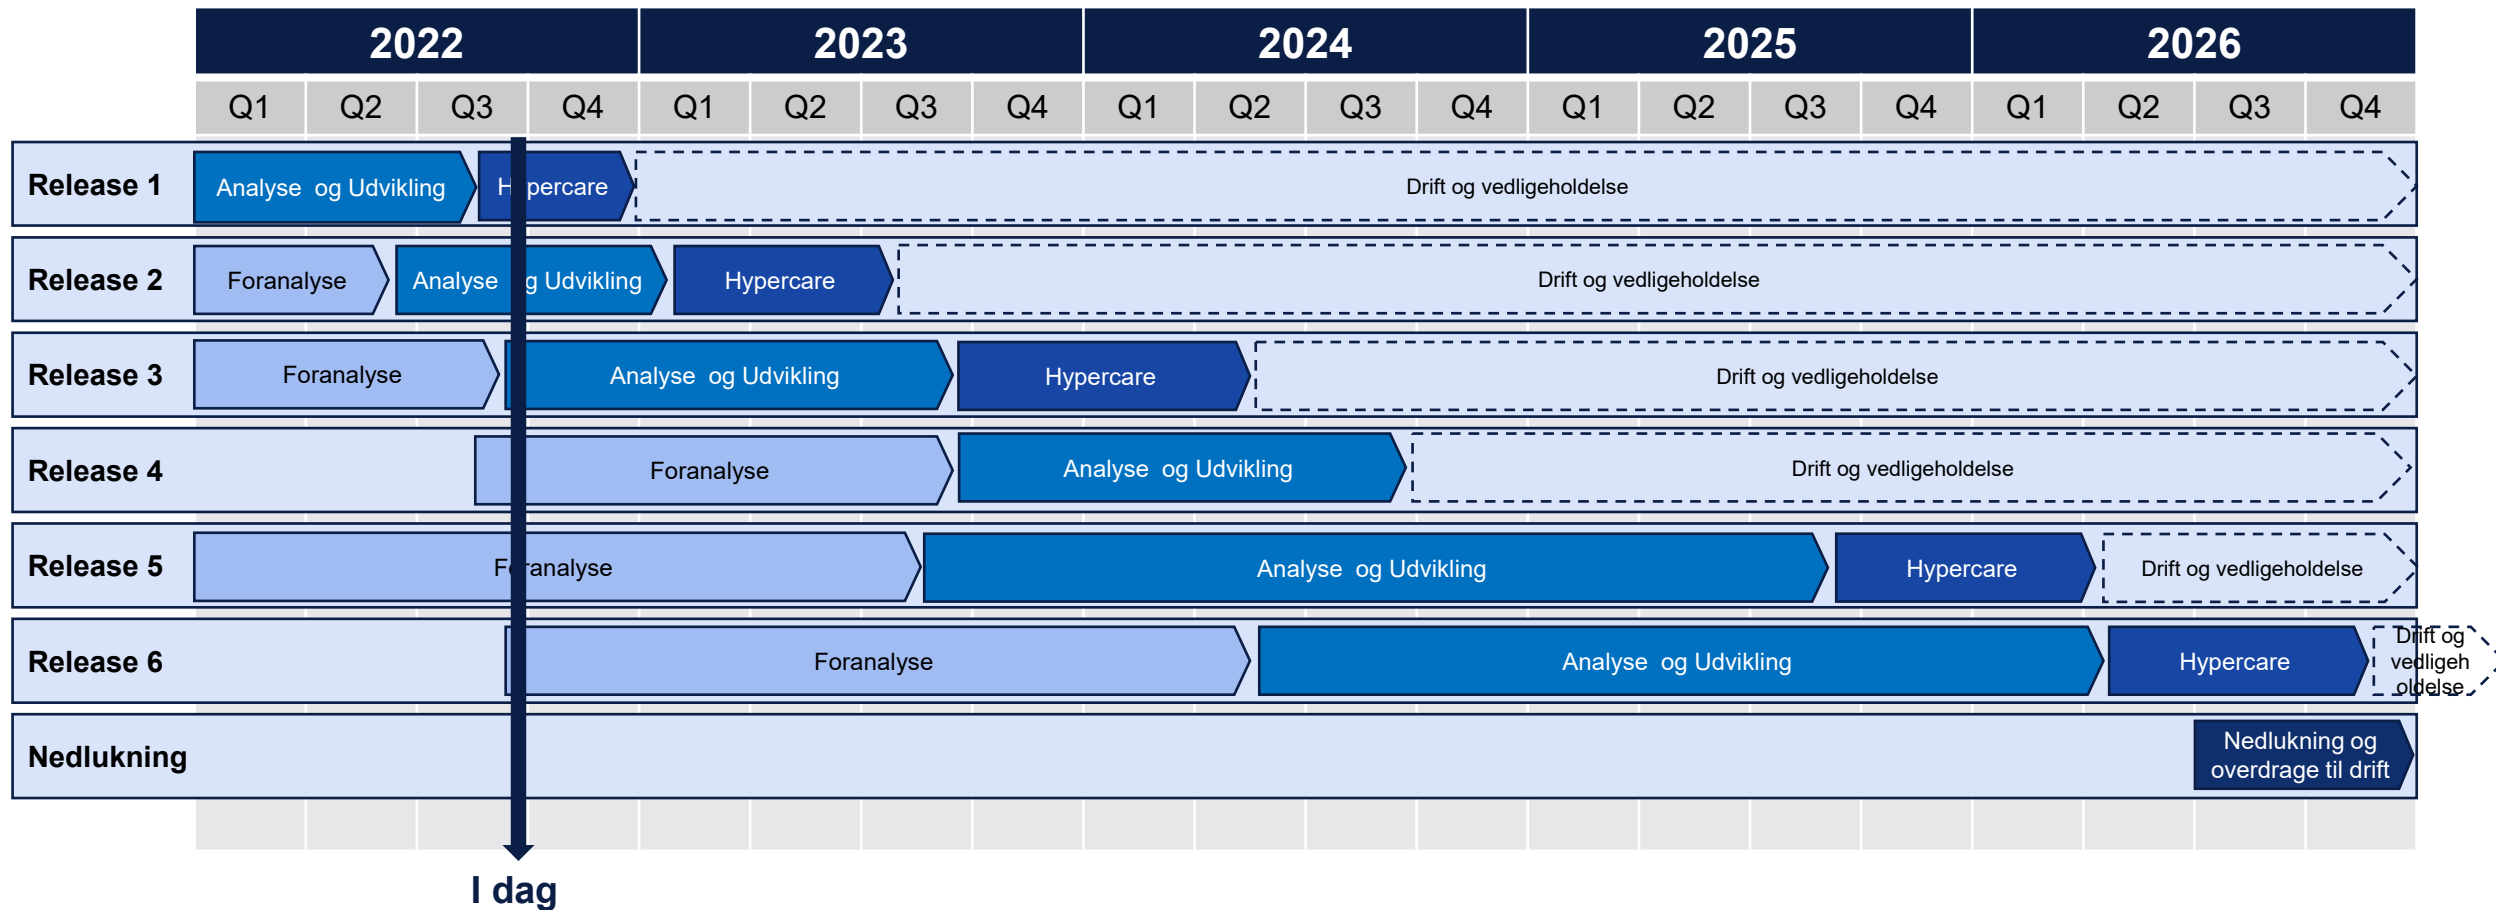 2022 2023 2024 2025 2026
Q1 Q2 Q3 Q4 Q1 Q2 Q3 Q4 Q1 Q2 Q3 Q4 Q1 Q2 Q3 Q4 Q1 Q2 Q3 Q4
Release 1 Analyse og Udvikling Hypercare Drift og vedligeholdelse
Release 2 Foranalyse Analyse og Udvikling Hypercare Drift og vedligeholdelse
Release 3 Foranalyse Analyse og Udvikling Hypercare Drift og vedligeholdelse
Release 4 Foranalyse Analyse og Udvikling Drift og vedligeholdelse
Release 5 Foranalyse Analyse og Udvikling Hypercare Drift og vedligeholdelse
Release 6 Foranalyse Analyse og Udvikling Hypercare
Drift og
vedligeh
oldelse
Nedlukning
Nedlukning og
overdrage til drift
I dag